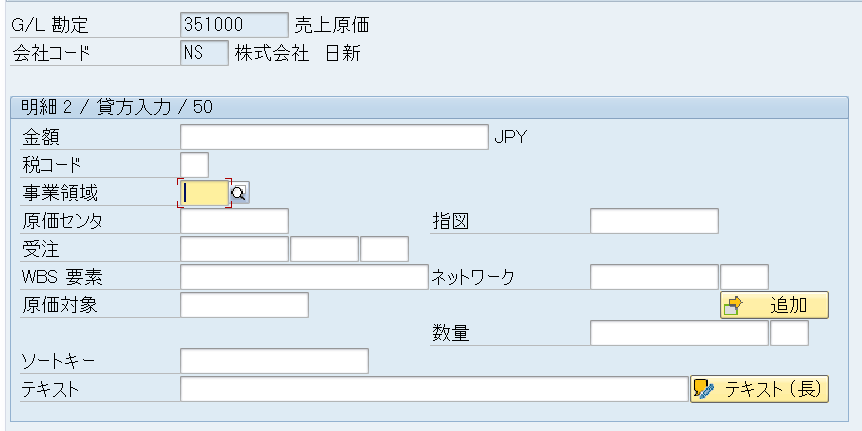 G/L 勘定 351000 売上原価
会社コード NS 株式会社 日新
明細 2 / 貸方入力 / 50
金額 JPY
税コード
事業領域
原価センタ 指図
受注
WBS 要素 ネットワーク
原価対象 追加
数量
ソートキー
テキスト テキスト (長)